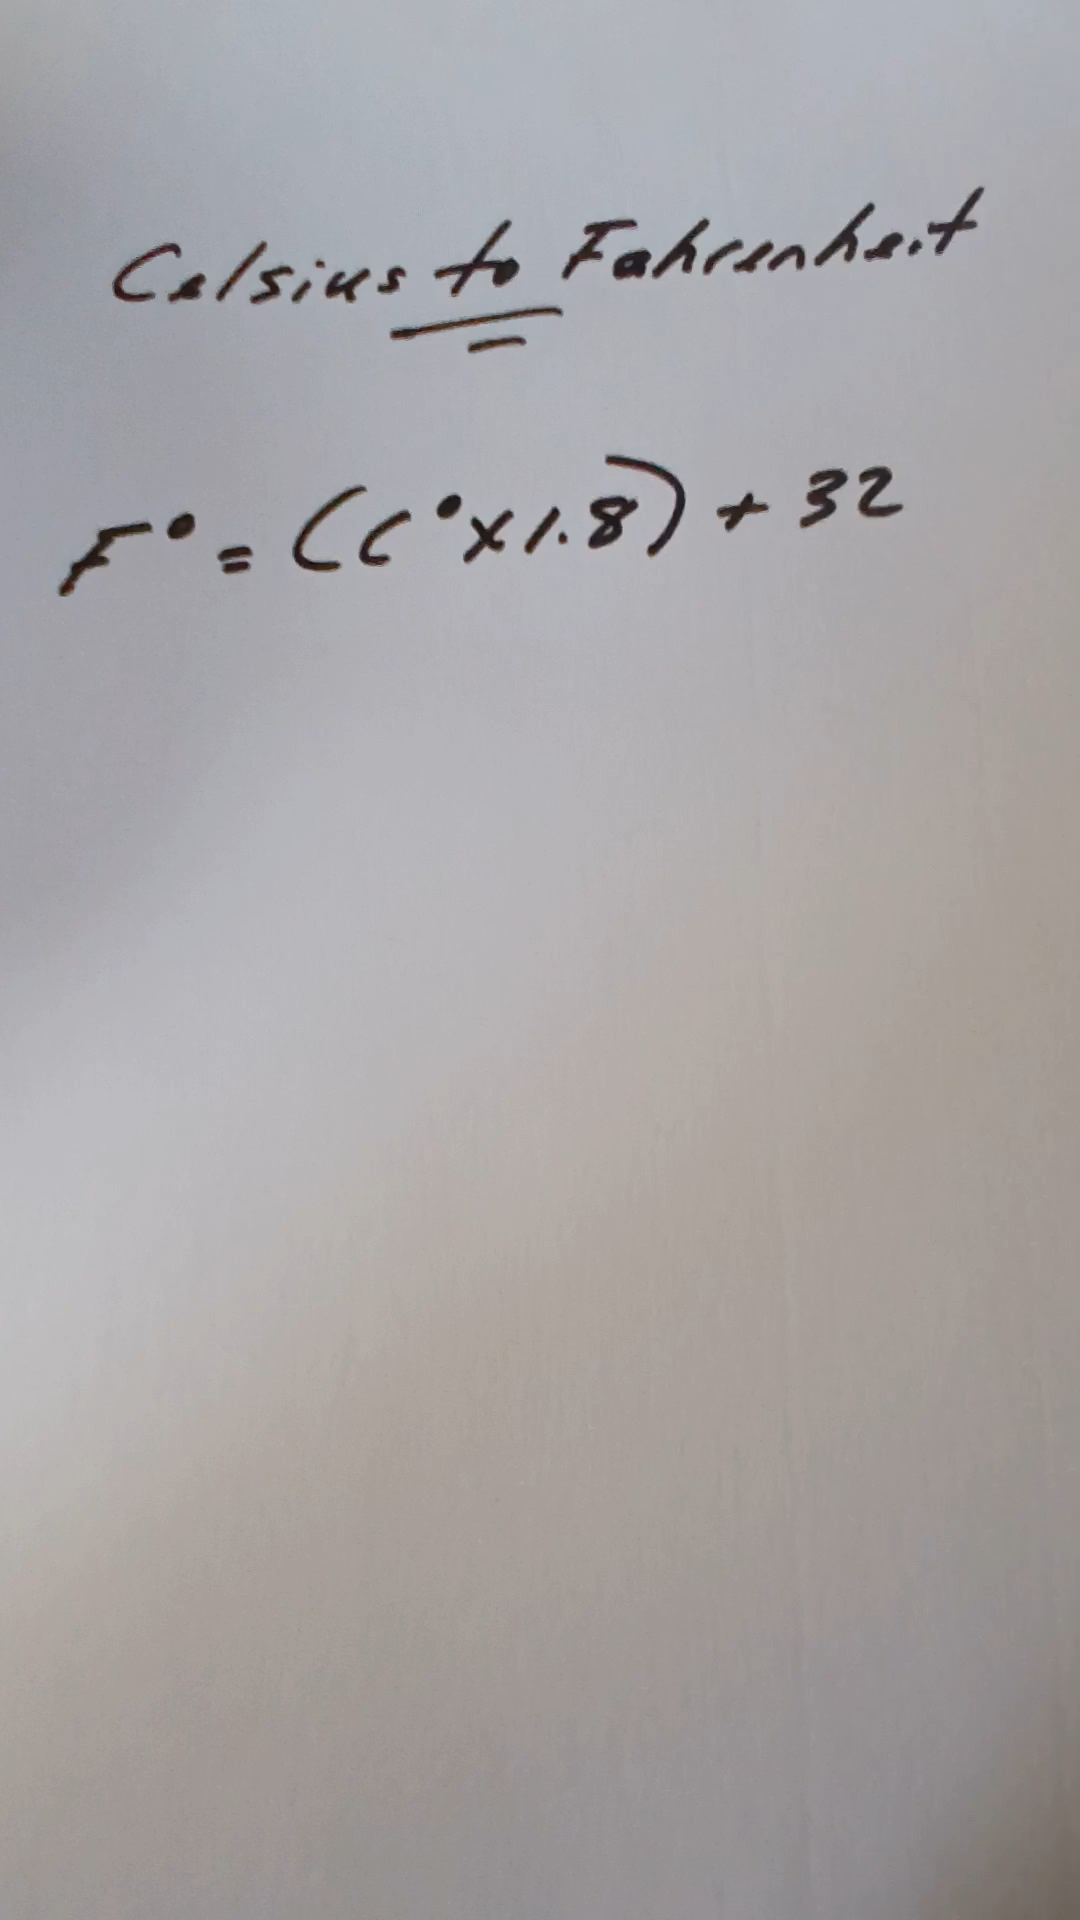 Celsius to Fahrenheit
F° = (C° x 1.8) + 32